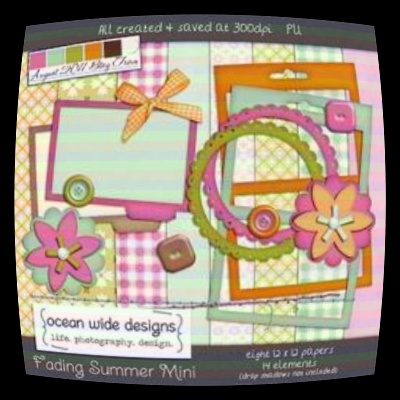 All created & saved at 300dpi PU
August 2011 Blog Train
ocean wide designs
life. photography. design.
Fading Summer Mini
eight 12 x 12 papers
14 elements
(drop shadows not included)